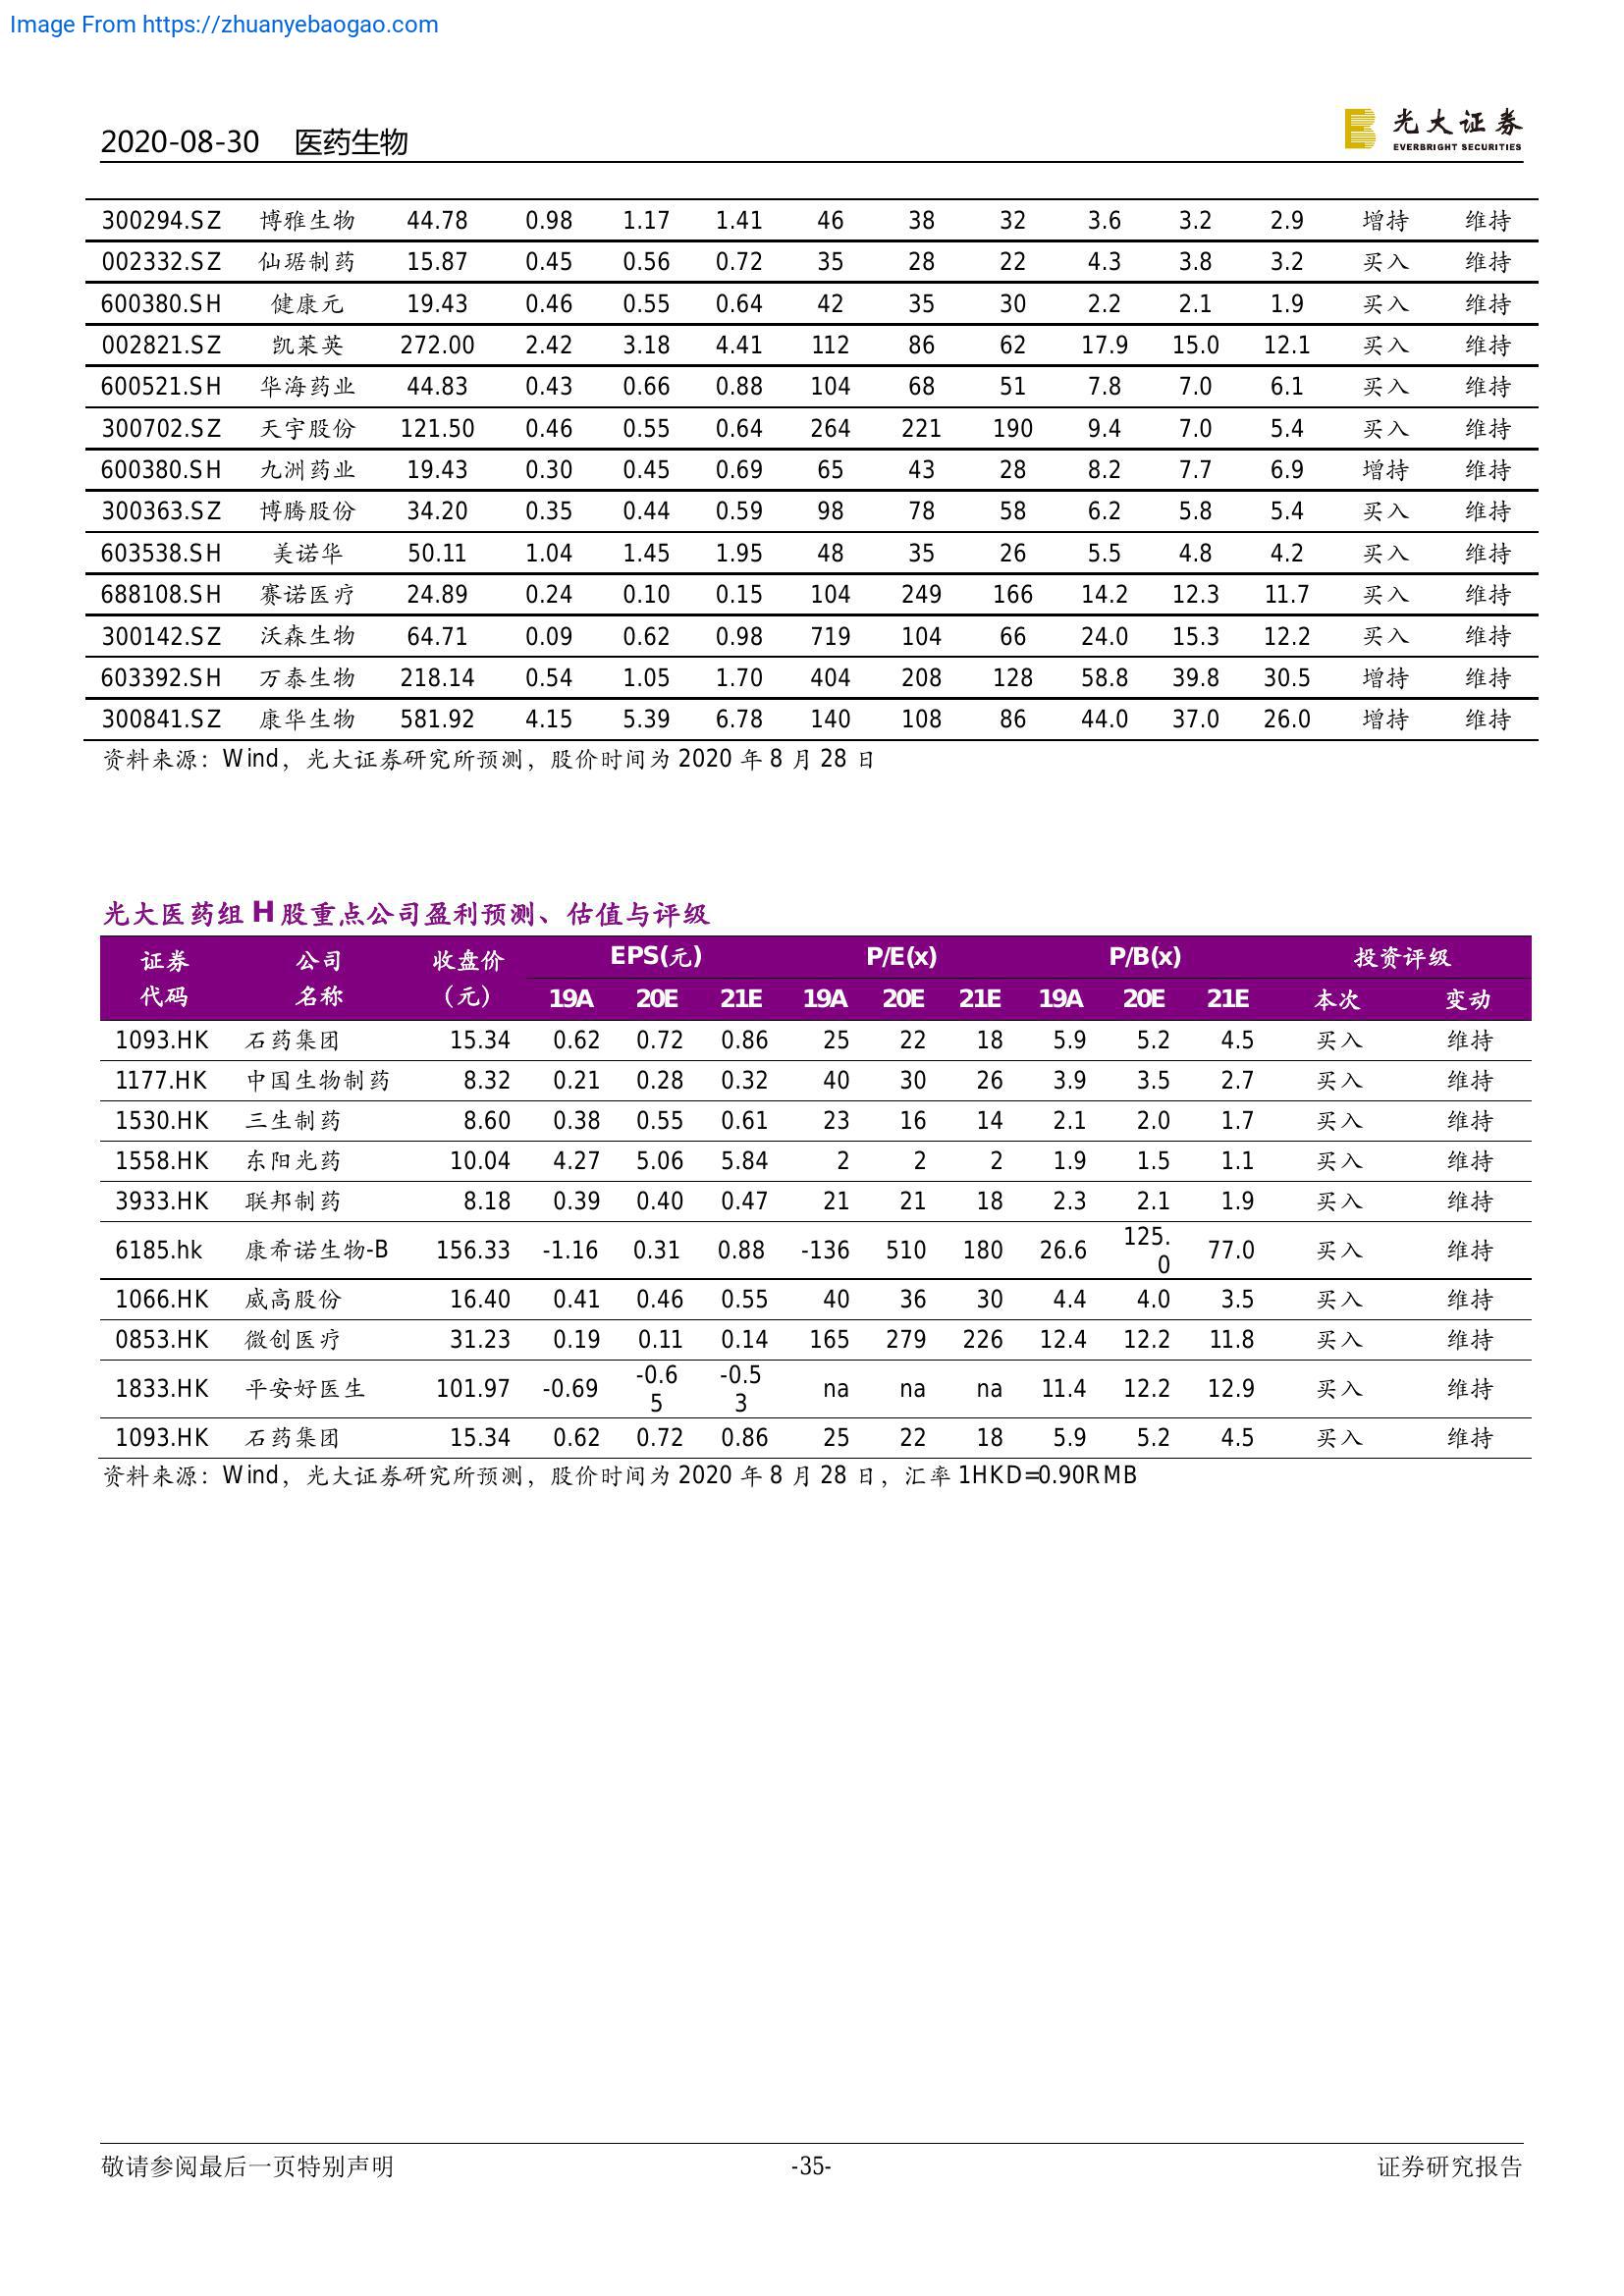 Image From https://zhuanyebaogao.com
2020-08-30 医药生物
光大证券
EVERBRIGHT SECURITIES
300294.SZ 博雅生物 44.78 0.98 1.17 1.41 46 38 32 3.6 3.2 2.9 增持 维持
002332.SZ 仙琚制药 15.87 0.45 0.56 0.72 35 28 22 4.3 3.8 3.2 买入 维持
600380.SH 健康元 19.43 0.46 0.55 0.64 42 35 30 2.2 2.1 1.9 买入 维持
002821.SZ 凯莱英 272.00 2.42 3.18 4.41 112 86 62 17.9 15.0 12.1 买入 维持
600521.SH 华海药业 44.83 0.43 0.66 0.88 104 68 51 7.8 7.0 6.1 买入 维持
300702.SZ 天宇股份 121.50 0.46 0.55 0.64 264 221 190 9.4 7.0 5.4 买入 维持
600380.SH 九洲药业 19.43 0.30 0.45 0.69 65 43 28 8.2 7.7 6.9 增持 维持
300363.SZ 博腾股份 34.20 0.35 0.44 0.59 98 78 58 6.2 5.8 5.4 买入 维持
603538.SH 美诺华 50.11 1.04 1.45 1.95 48 35 26 5.5 4.8 4.2 买入 维持
688108.SH 赛诺医疗 24.89 0.24 0.10 0.15 104 249 166 14.2 12.3 11.7 买入 维持
300142.SZ 沃森生物 64.71 0.09 0.62 0.98 719 104 66 24.0 15.3 12.2 买入 维持
603392.SH 万泰生物 218.14 0.54 1.05 1.70 404 208 128 58.8 39.8 30.5 增持 维持
300841.SZ 康华生物 581.92 4.15 5.39 6.78 140 108 86 44.0 37.0 26.0 增持 维持
资料来源：Wind，光大证券研究所预测，股价时间为 2020 年 8 月 28 日
光大医药组 H 股重点公司盈利预测、估值与评级
证券 公司 收盘价 EPS(元) P/E(x) P/B(x) 投资评级
代码 名称 （元） 19A 20E 21E 19A 20E 21E 19A 20E 21E 本次 变动
1093.HK 石药集团 15.34 0.62 0.72 0.86 25 22 18 5.9 5.2 4.5 买入 维持
1177.HK 中国生物制药 8.32 0.21 0.28 0.32 40 30 26 3.9 3.5 2.7 买入 维持
1530.HK 三生制药 8.60 0.38 0.55 0.61 23 16 14 2.1 2.0 1.7 买入 维持
1558.HK 东阳光药 10.04 4.27 5.06 5.84 2 2 2 1.9 1.5 1.1 买入 维持
3933.HK 联邦制药 8.18 0.39 0.40 0.47 21 21 18 2.3 2.1 1.9 买入 维持
6185.hk 康希诺生物-B 156.33 -1.16 0.31 0.88 -136 510 180 26.6 125. 77.0 买入 维持
0
1066.HK 威高股份 16.40 0.41 0.46 0.55 40 36 30 4.4 4.0 3.5 买入 维持
0853.HK 微创医疗 31.23 0.19 0.11 0.14 165 279 226 12.4 12.2 11.8 买入 维持
1833.HK 平安好医生 101.97 -0.69 -0.6 -0.5 na na na 11.4 12.2 12.9 买入 维持
5 3
1093.HK 石药集团 15.34 0.62 0.72 0.86 25 22 18 5.9 5.2 4.5 买入 维持
资料来源：Wind，光大证券研究所预测，股价时间为 2020 年 8 月 28 日，汇率 1HKD=0.90RMB
敬请参阅最后一页特别声明 -35- 证券研究报告